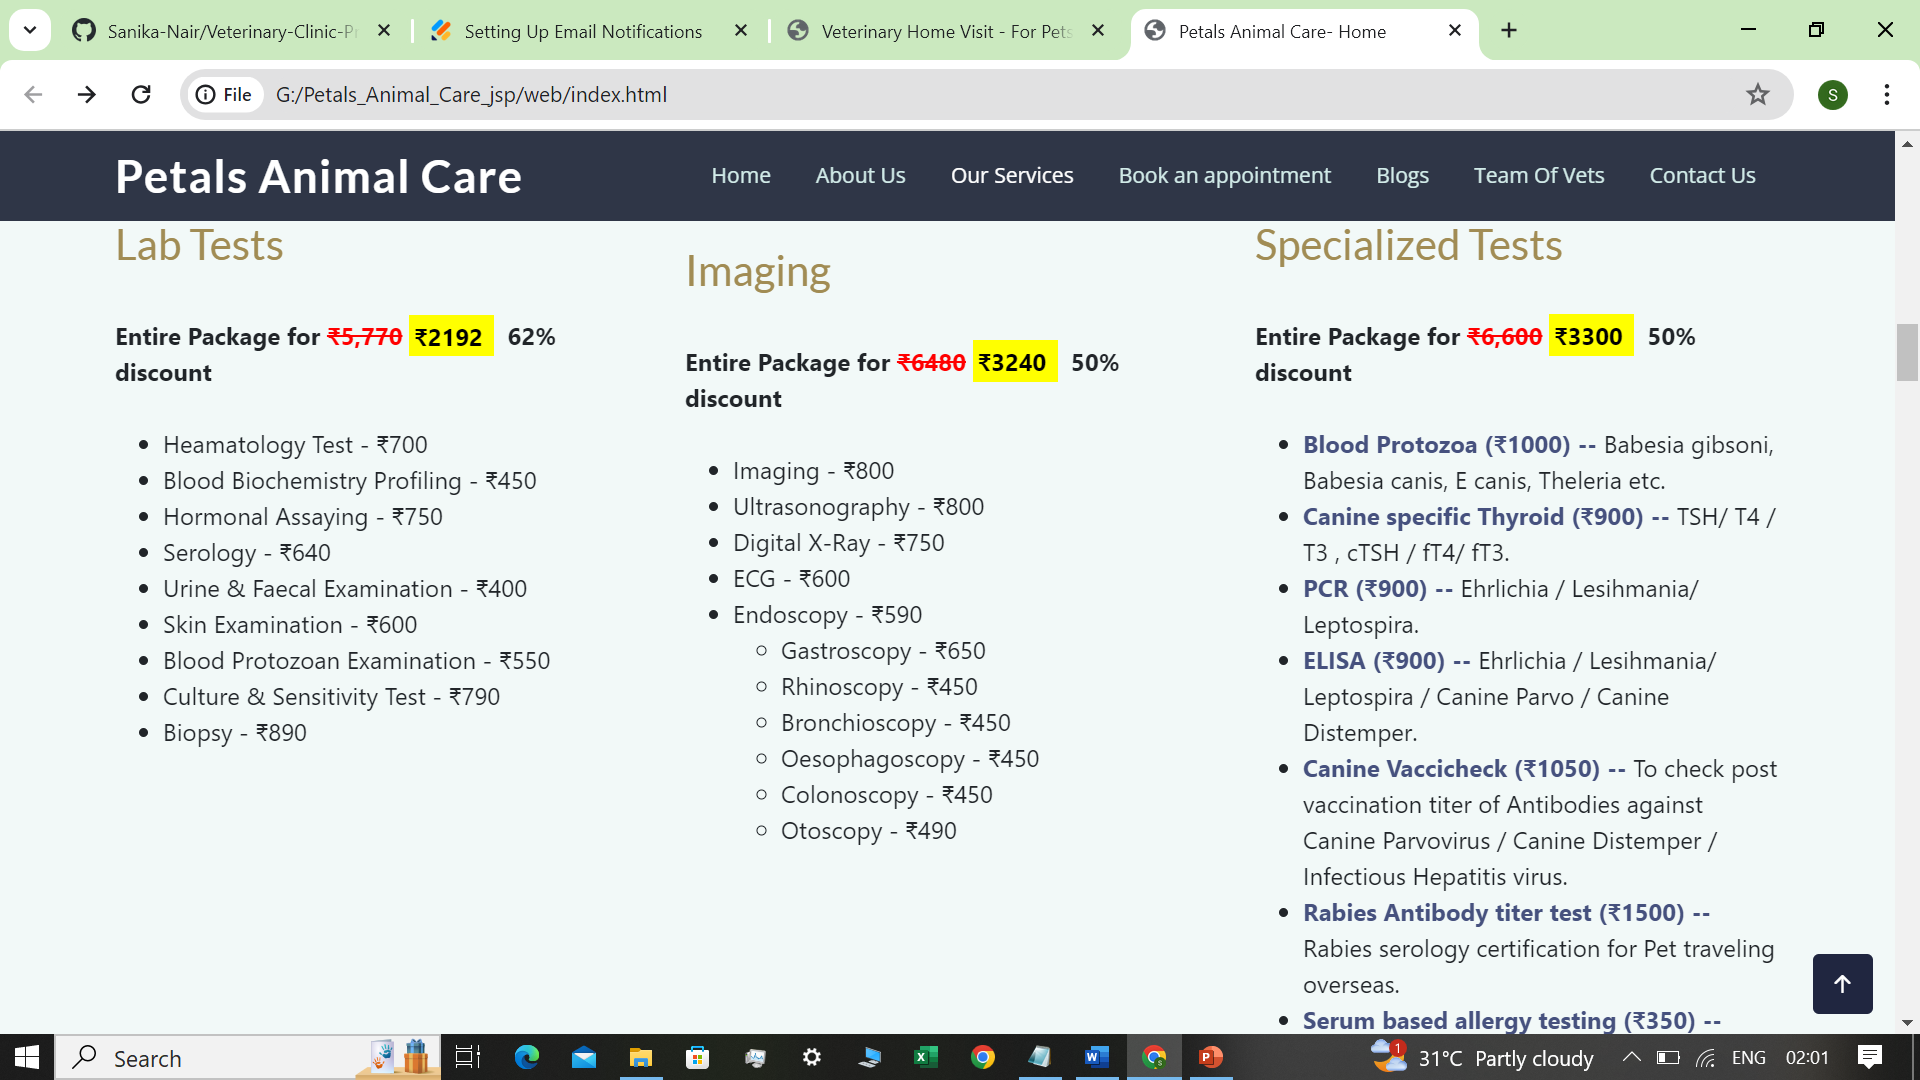 Sanika-Nair/Veterinary-Clinic-P
Setting Up Email Notifications
Veterinary Home Visit - For Pets
Petals Animal Care- Home
File
G:/Petals_Animal_Care_jsp/web/index.html
S
Petals Animal Care
Home
About Us
Our Services
Book an appointment
Blogs
Team Of Vets
Contact Us
Lab Tests
Entire Package for ₹5,770 ₹2192 62%
discount
Heamatology Test - ₹700
Blood Biochemistry Profiling - ₹450
Hormonal Assaying - ₹750
Serology - ₹640
Urine & Faecal Examination - ₹400
Skin Examination - ₹600
Blood Protozoan Examination - ₹550
Culture & Sensitivity Test - ₹790
Biopsy - ₹890
Imaging
Entire Package for ₹6480 ₹3240 50%
discount
Imaging - ₹800
Ultrasonography - ₹800
Digital X-Ray - ₹750
ECG - ₹600
Endoscopy - ₹590
Gastroscopy - ₹650
Rhinoscopy - ₹450
Bronchioscopy - ₹450
Oesophagoscopy - ₹450
Colonoscopy - ₹450
Otoscopy - ₹490
Specialized Tests
Entire Package for ₹6,600 ₹3300 50%
discount
Blood Protozoa (₹1000) -- Babesia gibsoni,
Babesia canis, E canis, Theleria etc.
Canine specific Thyroid (₹900) -- TSH/ T4 /
T3 , cTSH / fT4/ fT3.
PCR (₹900) -- Ehrlichia / Lesihmania/
Leptospira.
ELISA (₹900) -- Ehrlichia / Lesihmania/
Leptospira / Canine Parvo / Canine
Distemper.
Canine Vaccicheck (₹1050) -- To check post
vaccination titer of Antibodies against
Canine Parvovirus / Canine Distemper /
Infectious Hepatitis virus.
Rabies Antibody titer test (₹1500) --
Rabies serology certification for Pet traveling
overseas.
Serum based allergy testing (₹350) --
Search
1
31°C Partly cloudy
ENG
02:01